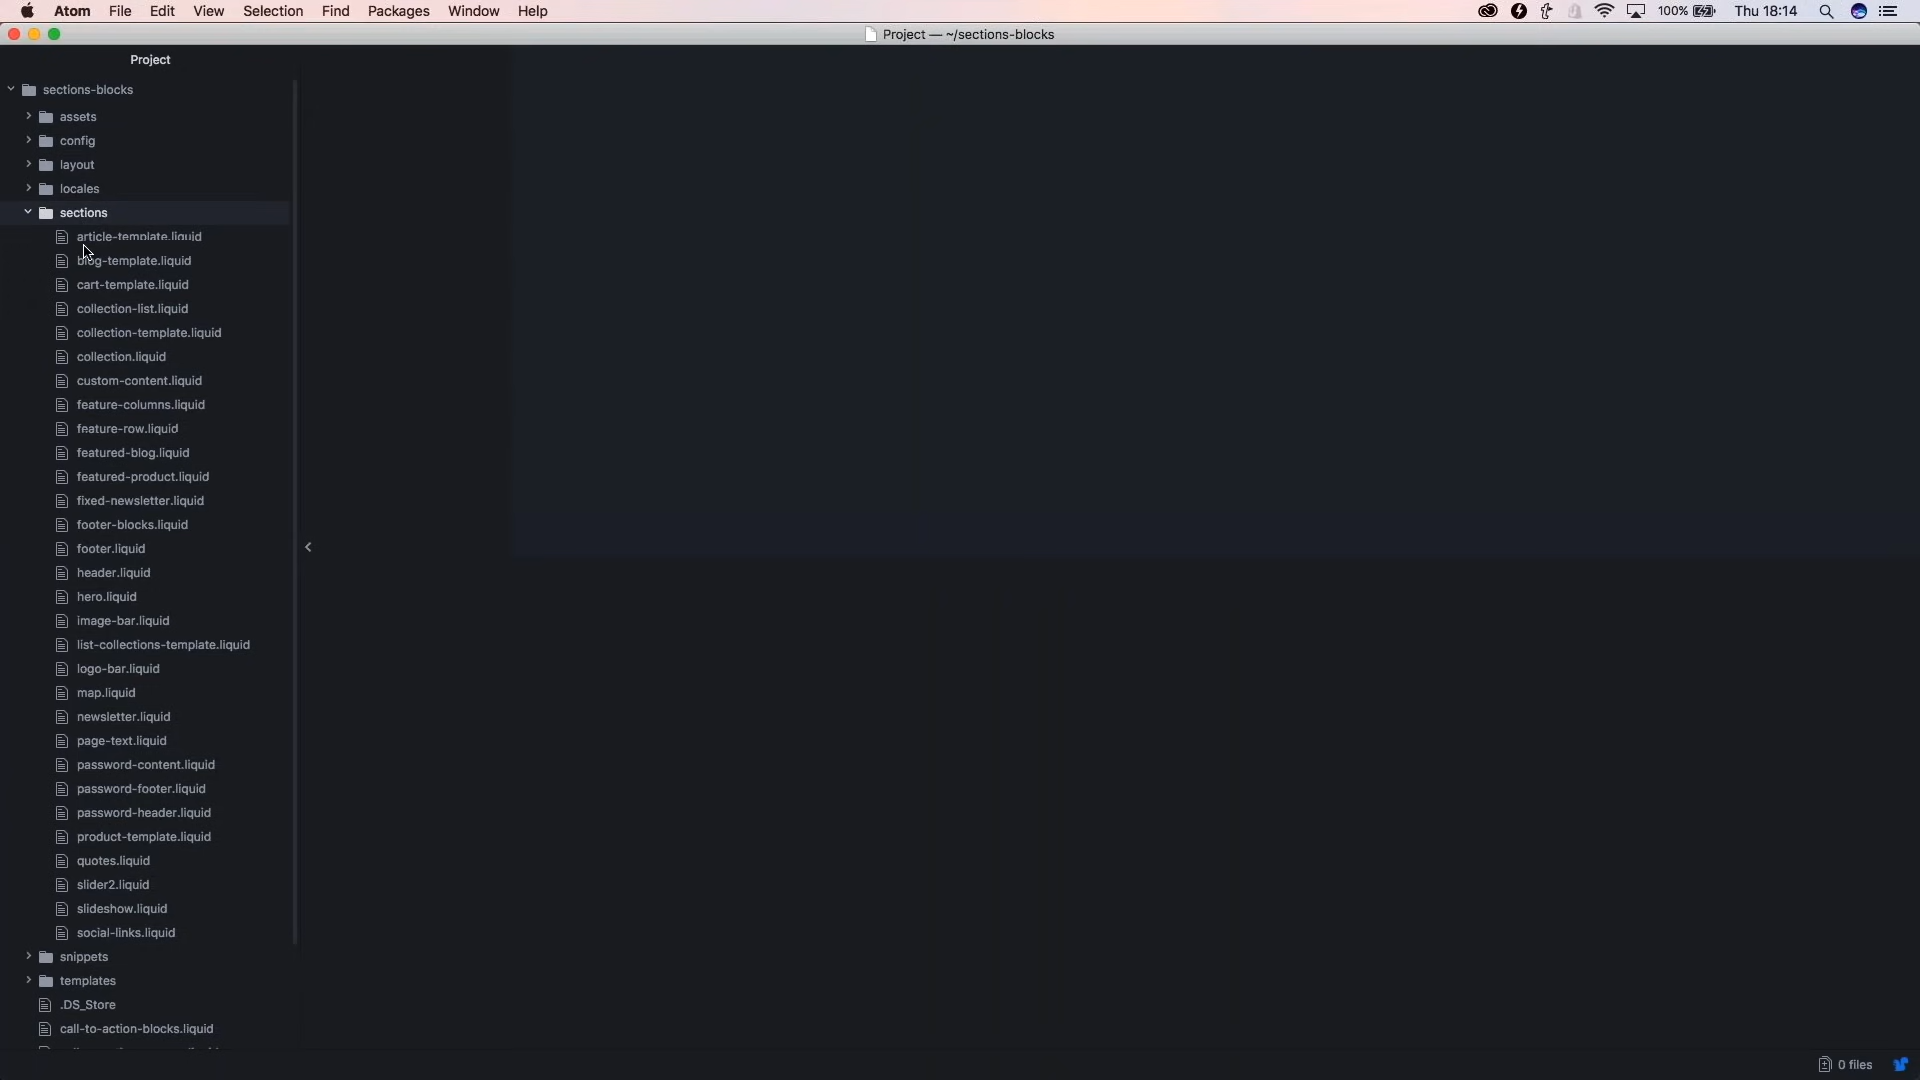 Atom File Edit View Selection Find Packages Window Help 100% Thu 18:14
Project — ~/sections-blocks
Project
sections-blocks
assets
config
layout
locales
sections
article-template.liquid
blog-template.liquid
cart-template.liquid
collection-list.liquid
collection-template.liquid
collection.liquid
custom-content.liquid
feature-columns.liquid
feature-row.liquid
featured-blog.liquid
featured-product.liquid
fixed-newsletter.liquid
footer-blocks.liquid
footer.liquid
header.liquid
hero.liquid
image-bar.liquid
list-collections-template.liquid
logo-bar.liquid
map.liquid
newsletter.liquid
page-text.liquid
password-content.liquid
password-footer.liquid
password-header.liquid
product-template.liquid
quotes.liquid
slider2.liquid
slideshow.liquid
social-links.liquid
snippets
templates
.DS_Store
call-to-action-blocks.liquid
0 files